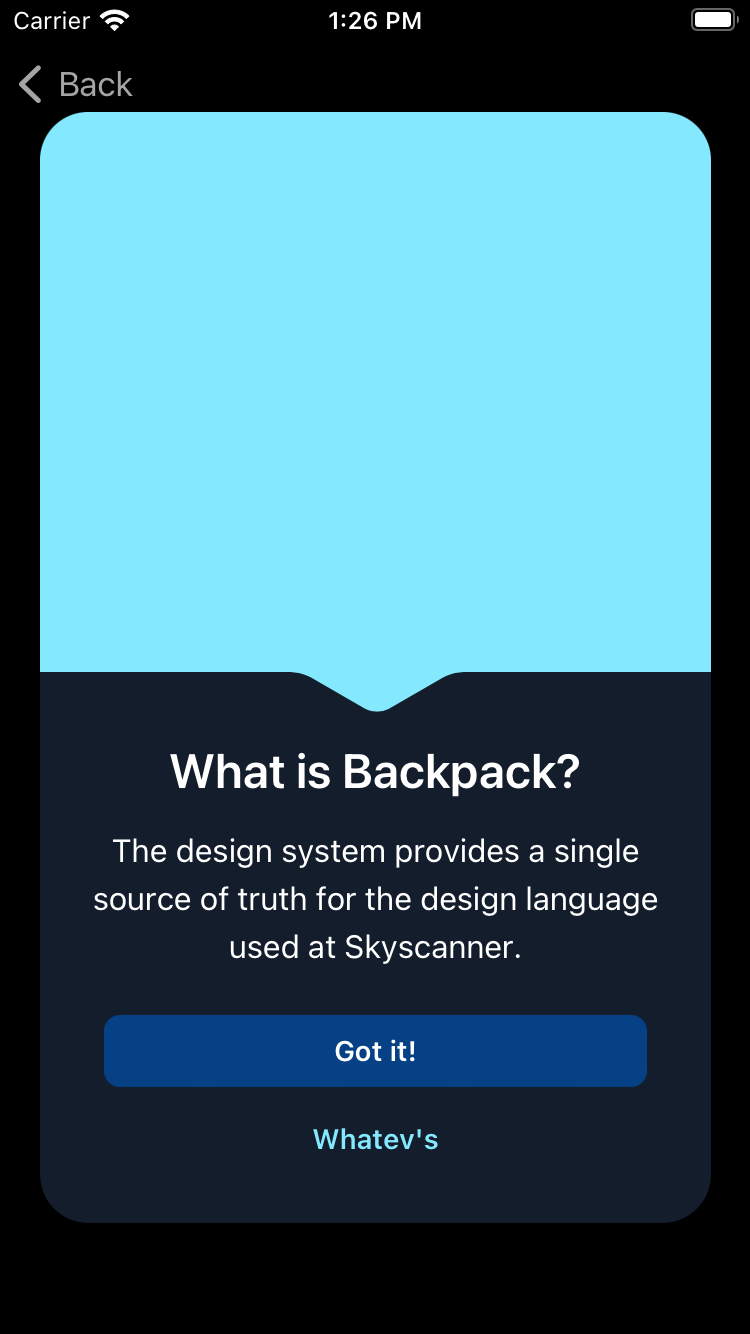 Carrier 1:26 PM
Back
What is Backpack?
The design system provides a single
source of truth for the design language
used at Skyscanner.
Got it!
Whatev's